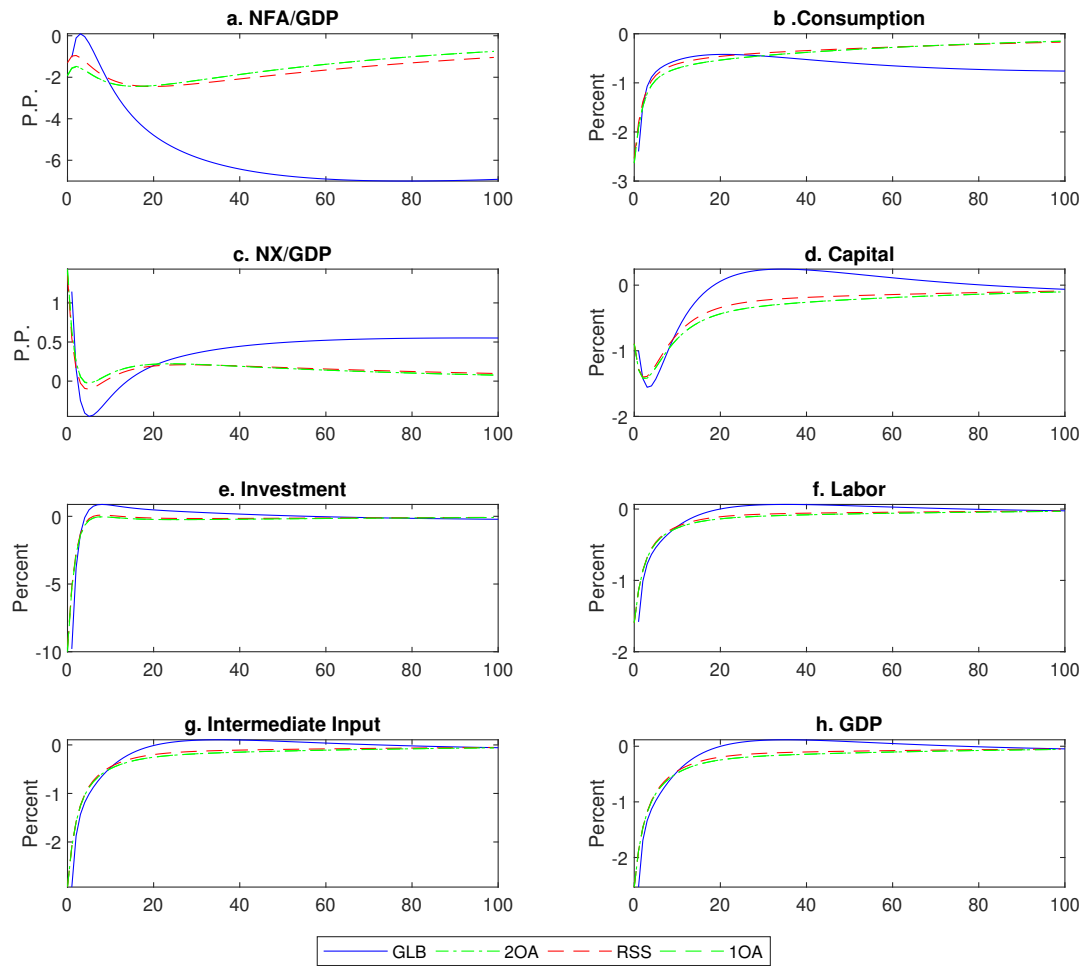 a. NFA/GDP
0
-2
-4
-6
P.P.
0 20 40 60 80 100
b .Consumption
0
-1
-2
-3
Percent
0 20 40 60 80 100
c. NX/GDP
1
0.5
0
P.P.
0 20 40 60 80 100
d. Capital
0
-1
-2
Percent
0 20 40 60 80 100
e. Investment
0
-5
-10
Percent
0 20 40 60 80 100
f. Labor
0
-1
-2
Percent
0 20 40 60 80 100
g. Intermediate Input
0
-1
-2
Percent
0 20 40 60 80 100
h. GDP
0
-1
-2
Percent
0 20 40 60 80 100
GLB 2OA RSS 1OA